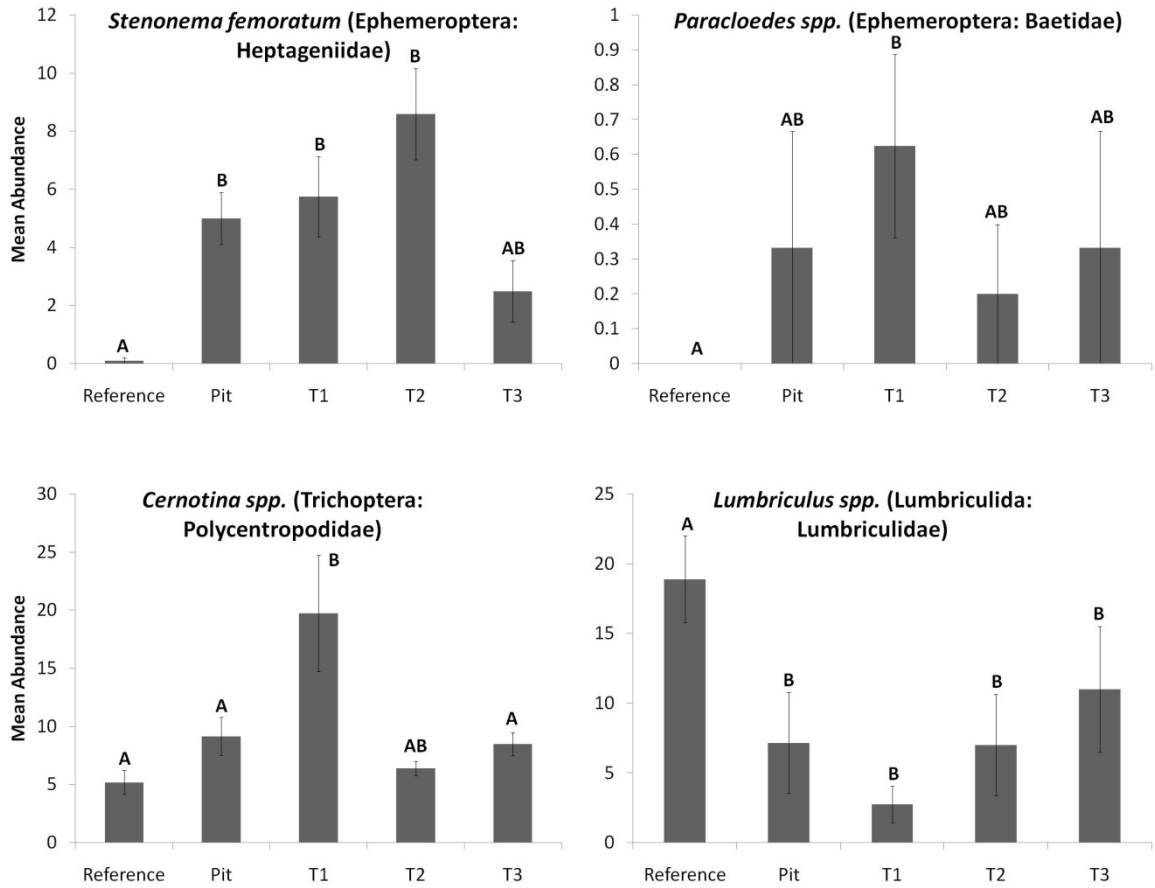 Stenonema femoratum (Ephemeroptera:
Heptageniidae)
Mean Abundance
12
10
8
6
4
2
0
A
B
B
B
AB
Reference Pit T1 T2 T3
Paracloedes spp. (Ephemeroptera: Baetidae)
1
0.9
0.8
0.7
0.6
0.5
0.4
0.3
0.2
0.1
0
A
AB
B
AB
AB
Reference Pit T1 T2 T3
Cernotina spp. (Trichoptera:
Polycentropodidae)
Mean Abundance
30
25
20
15
10
5
0
A
A
B
AB
A
Reference Pit T1 T2 T3
Lumbriculus spp. (Lumbriculida:
Lumbriculidae)
25
20
15
10
5
0
A
B
B
B
B
Reference Pit T1 T2 T3